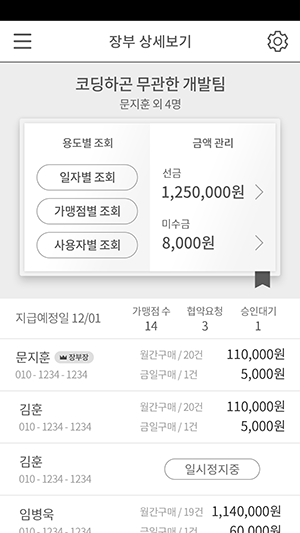 장부 상세보기
코딩하곤 무관한 개발팀
문지훈 외 4명
용도별 조회
일자별 조회
가맹점별 조회
사용자별 조회
금액 관리
선금
1,250,000원
미수금
8,000원
지급예정일 12/01
가맹점 수
14
협약요청
3
승인대기
1
문지훈 장부장
010 - 1234 - 1234
월간구매 / 20건 110,000원
금일구매 / 1건 5,000원
김훈
010 - 1234 - 1234
월간구매 / 20건 110,000원
금일구매 / 1건 5,000원
김훈
010 - 1234 - 1234
일시정지중
임병욱
010 - 1234 - 1234
월간구매 / 19건 1,140,000원
금일구매 / 1건 60,000원